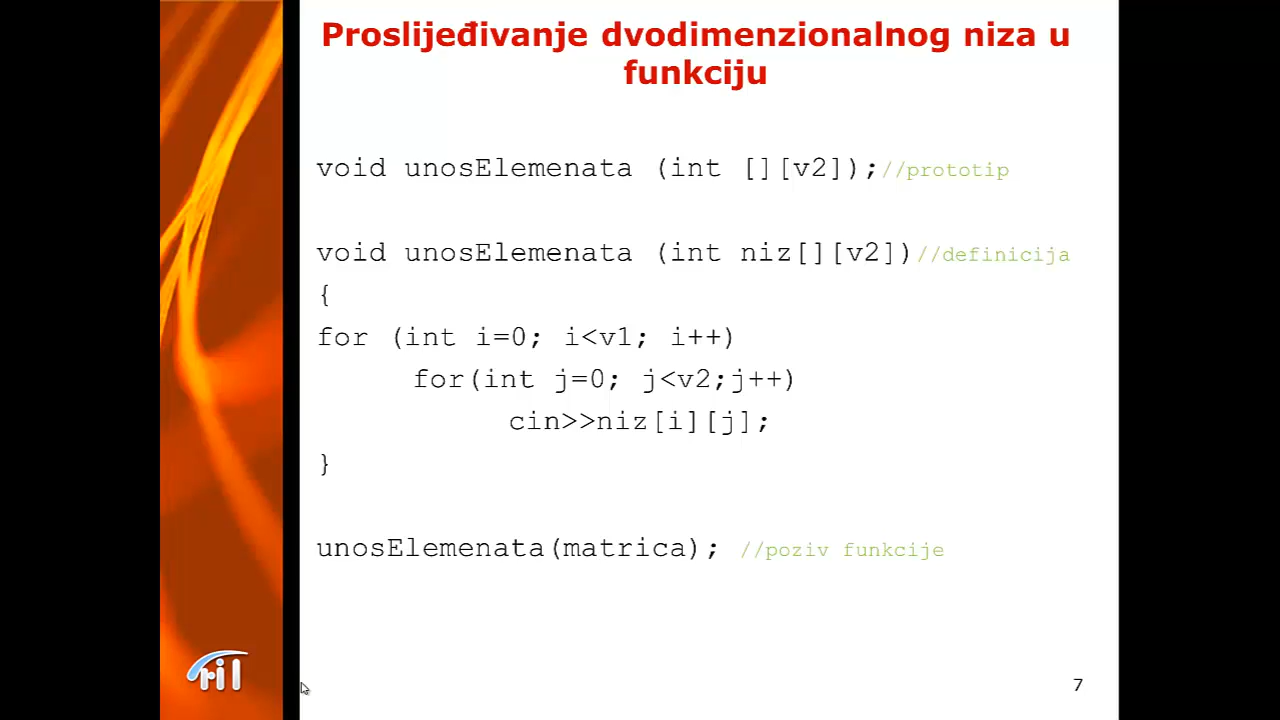 Proslijeđivanje dvodimenzionalnog niza u
funkciju
void unosElemenata (int [][v2]);//prototip
void unosElemenata (int niz[][v2])//definicija
{
for (int i=0; i<v1; i++)
for(int j=0; j<v2;j++)
cin>>niz[i][j];
}
unosElemenata(matrica); //poziv funkcije
ril
7